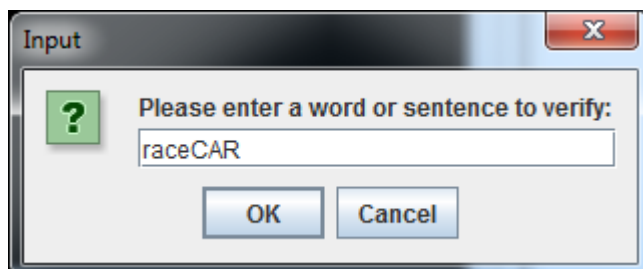 Input
x
?
Please enter a word or sentence to verify:
raceCAR
OK Cancel